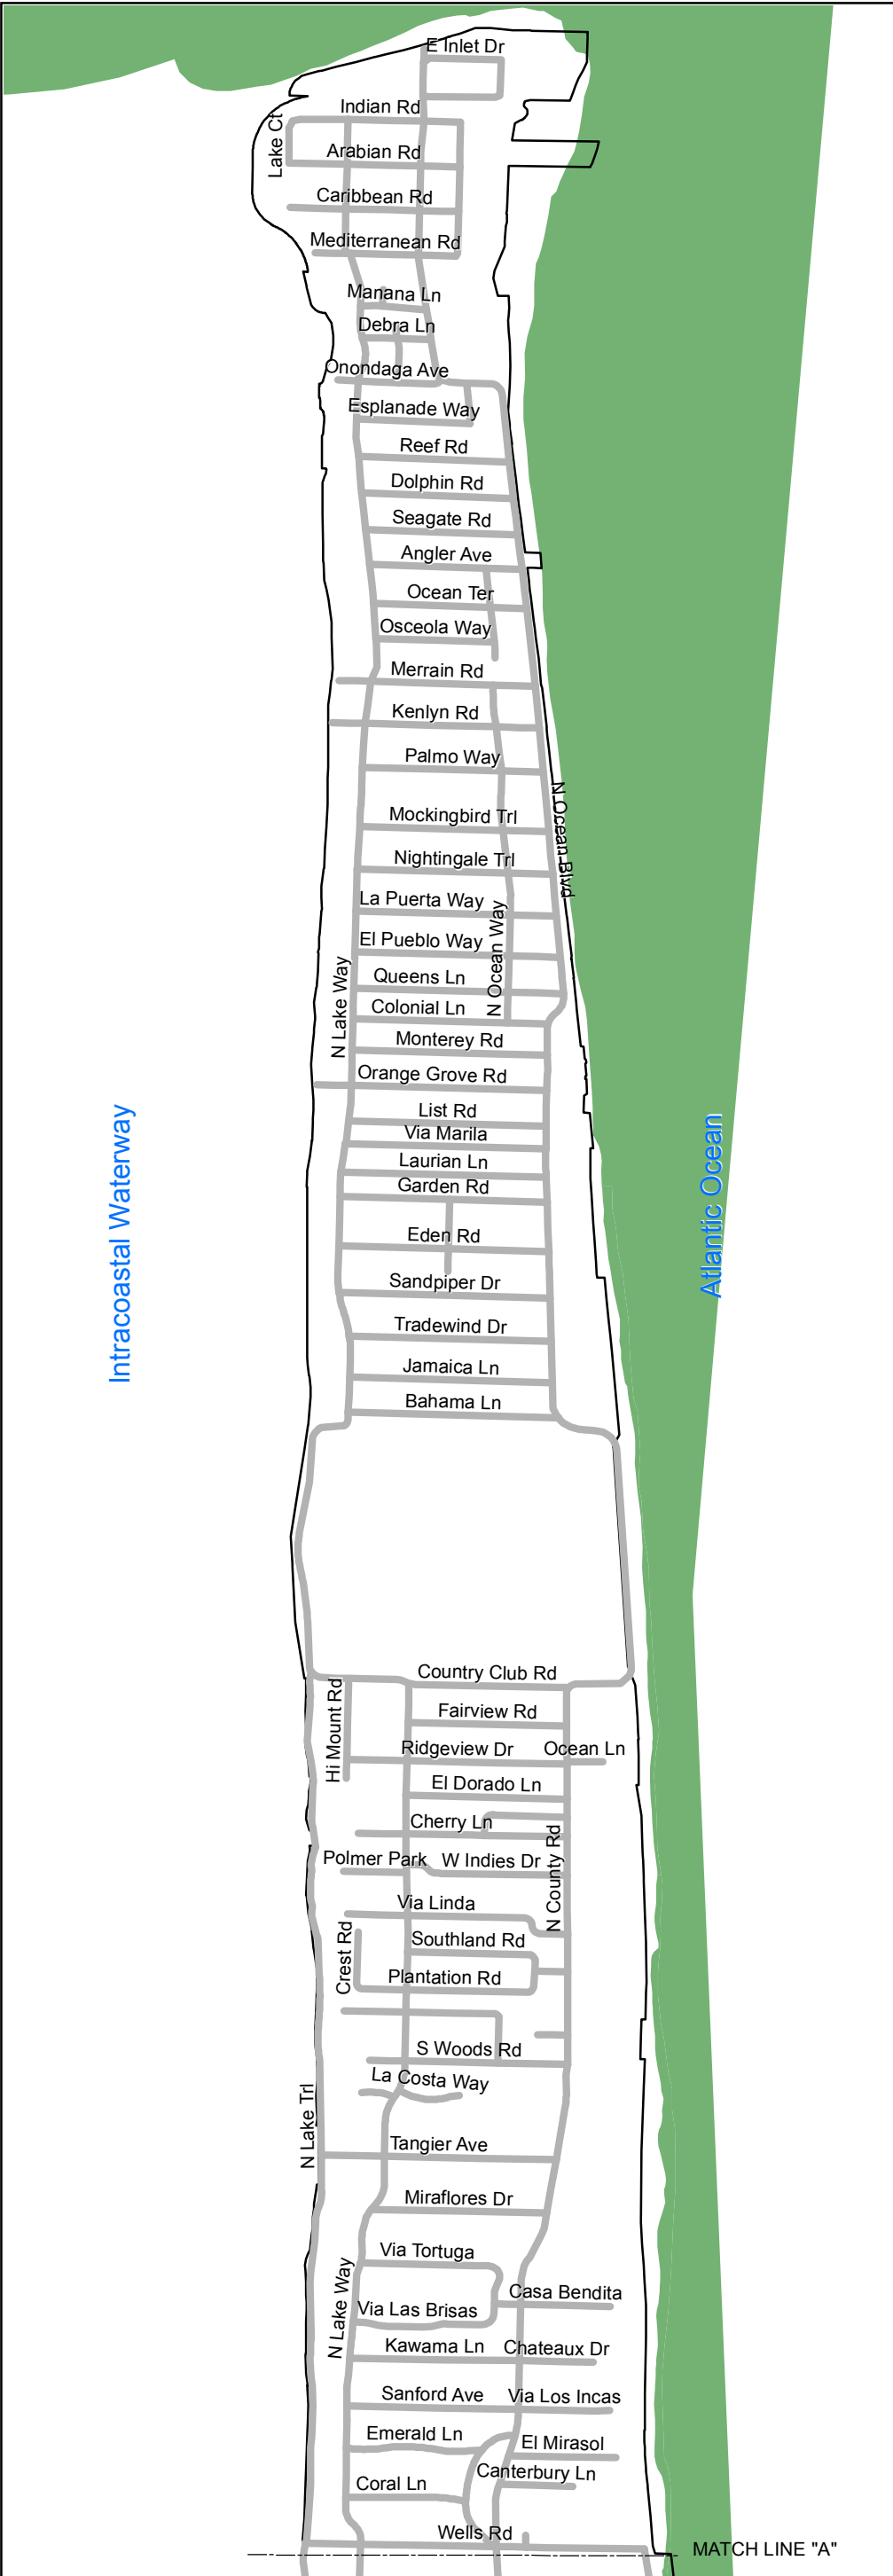 E Inlet Dr
Indian Rd
Lake Ct
Arabian Rd
Caribbean Rd
Mediterranean Rd
Manana Ln
Debra Ln
Onondaga Ave
Esplanade Way
Reef Rd
Dolphin Rd
Seagate Rd
Angler Ave
Ocean Ter
Osceola Way
Merrain Rd
Kenlyn Rd
Palmo Way
N Ocean Blvd
Mockingbird Trl
Nightingale Trl
La Puerta Way
N Ocean Way
El Pueblo Way
N Lake Way
Queens Ln
Colonial Ln
Monterey Rd
Orange Grove Rd
List Rd
Via Marila
Laurian Ln
Garden Rd
Intracoastal Waterway
Atlantic Ocean
Eden Rd
Sandpiper Dr
Tradewind Dr
Jamaica Ln
Bahama Ln
Country Club Rd
Hi Mount Rd
Fairview Rd
Ridgeview Dr
Ocean Ln
El Dorado Ln
Cherry Ln
N County Rd
Polmer Park
W Indies Dr
Via Linda
Crest Rd
Southland Rd
Plantation Rd
S Woods Rd
La Costa Way
N Lake Trl
Tangier Ave
Miraflores Dr
Via Tortuga
N Lake Way
Casa Bendita
Via Las Brisas
Kawama Ln
Chateaux Dr
Sanford Ave
Via Los Incas
Emerald Ln
El Mirasol
Canterbury Ln
Coral Ln
Wells Rd
MATCH LINE "A"